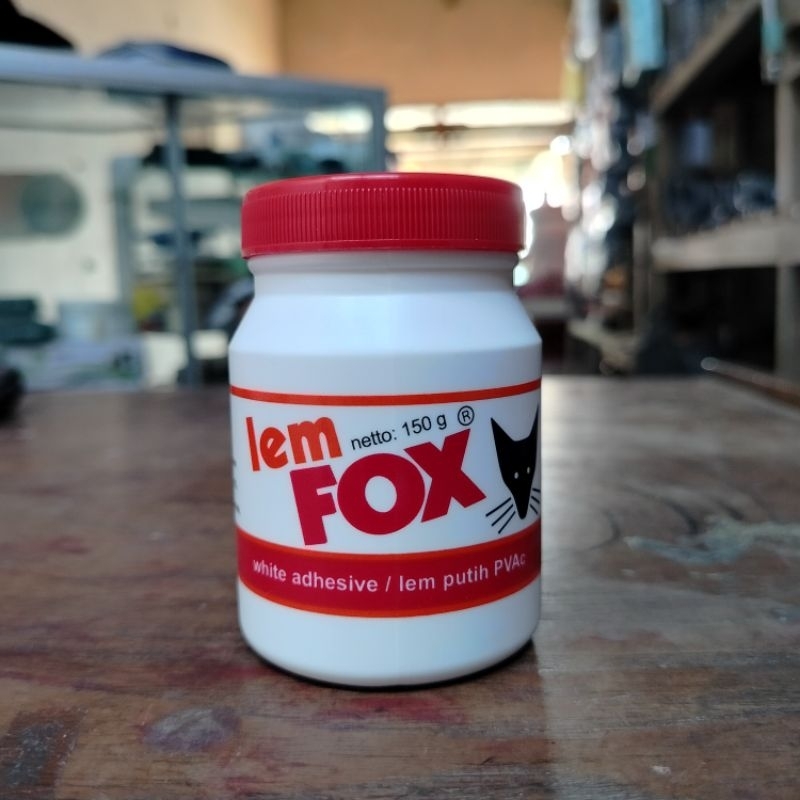 lem
netto: 150 g ®
FOX
white adhesive / lem putih PVAc